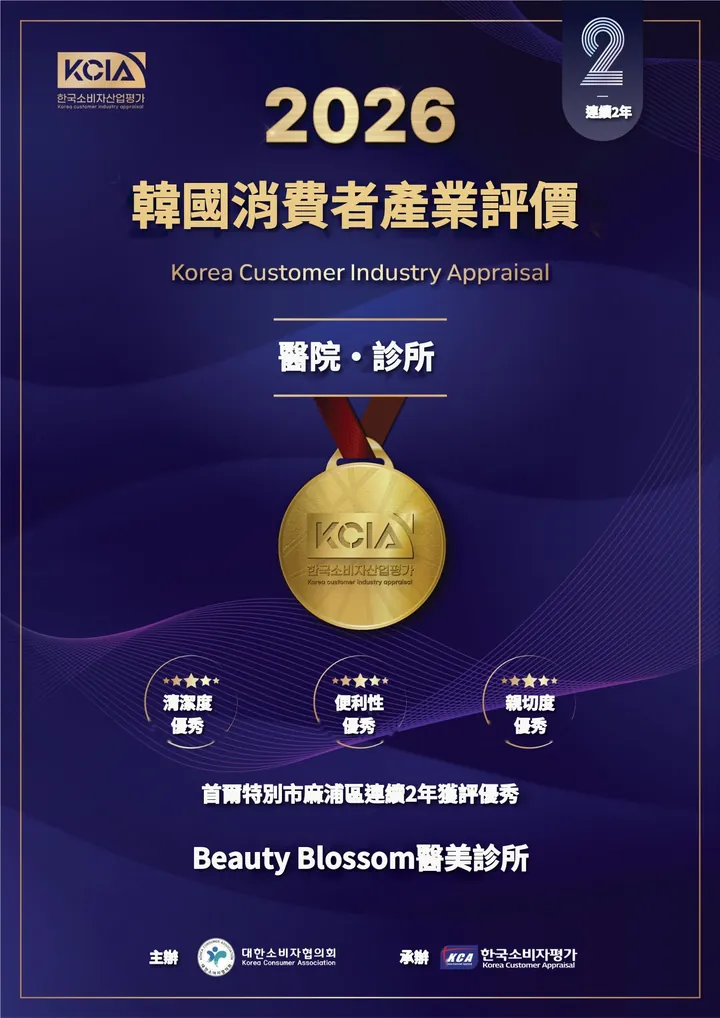 KCIA
한국소비자산업평가
Korea customer industry appraisal
2
連續2年
2026
韓國消費者產業評價
Korea Customer Industry Appraisal
醫院・診所
KCIA
한국소비자산업평가
Korea customer industry appraisal
清潔度
優秀
便利性
優秀
親切度
優秀
首爾特別市麻浦區連續2年獲評優秀
Beauty Blossom醫美診所
主辦
대한소비자협의회
Korea Consumer Association
承辦
KCA
한국소비자평가
Korea Customer Appraisal